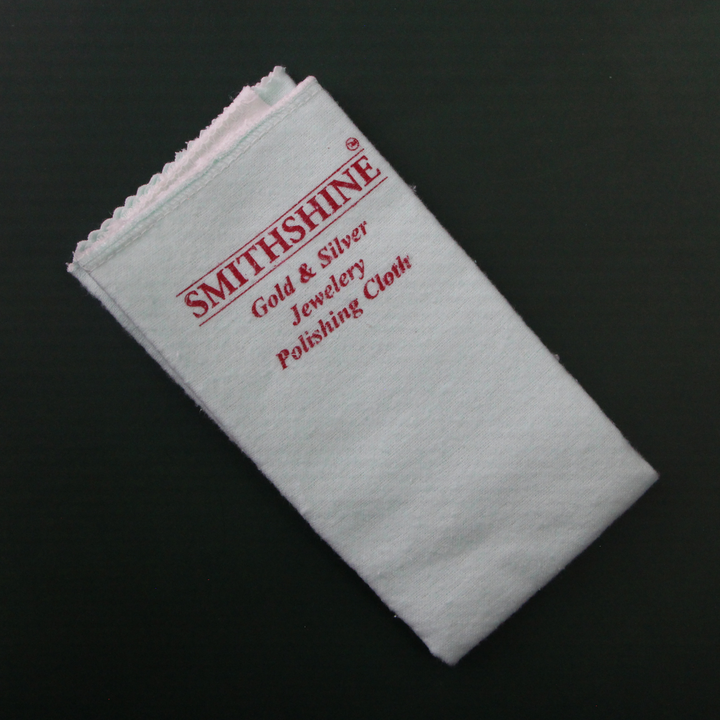 SMITHSHINE®
Gold & Silver
Jewelery
Polishing Cloth